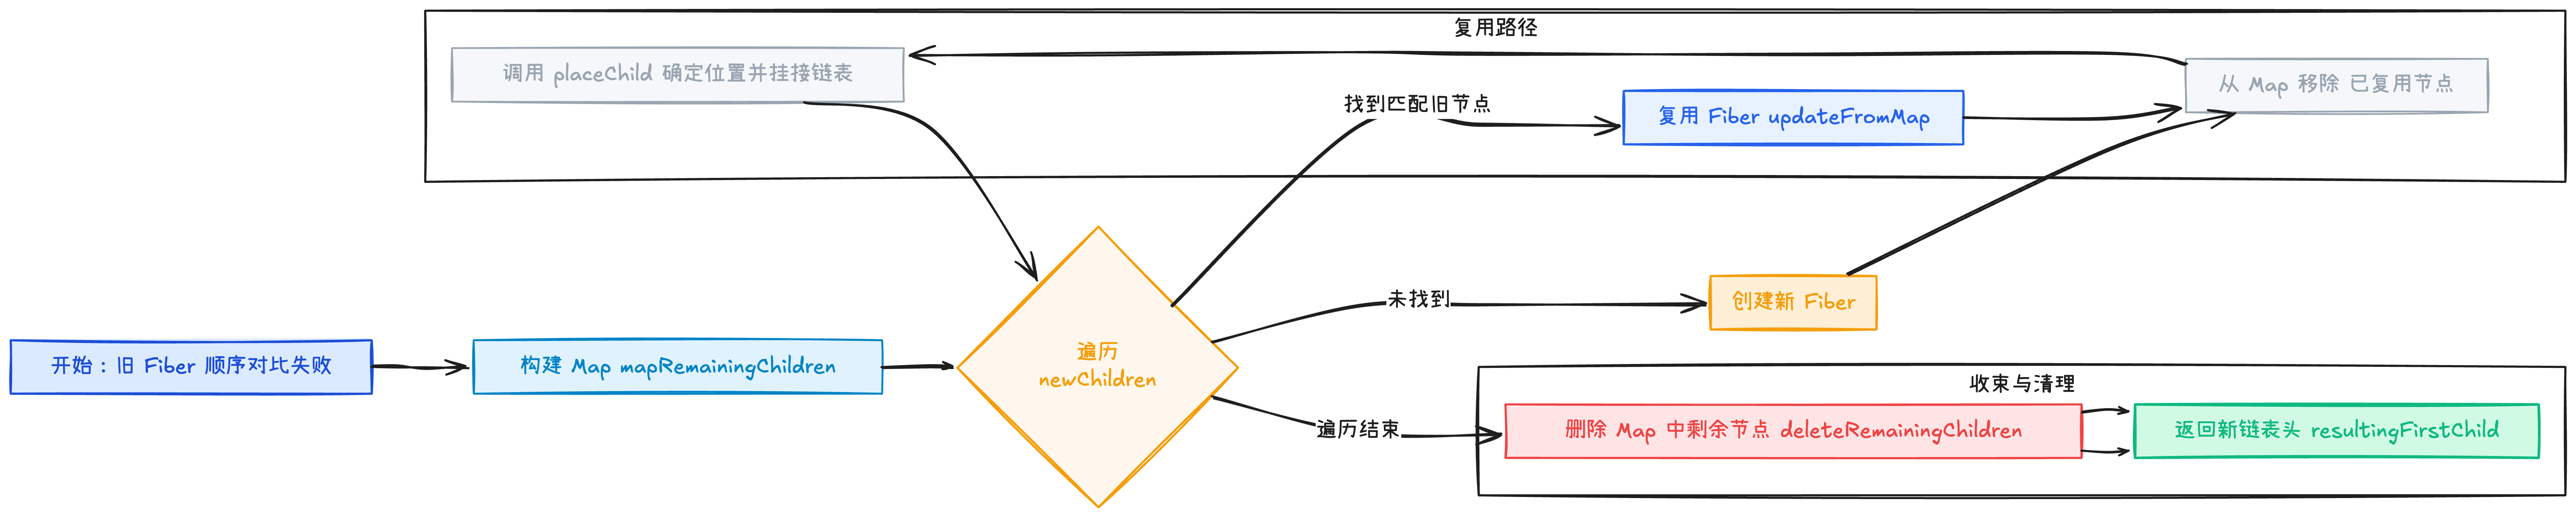 复用路径
调用 placeChild 确定位置并挂接链表
从 Map 移除 已复用节点
找到匹配旧节点
复用 Fiber updateFromMap
未找到
创建新 Fiber
开始：旧 Fiber 顺序对比失败
构建 Map mapRemainingChildren
遍历
newChildren
收束与清理
遍历结束
删除 Map 中剩余节点 deleteRemainingChildren
返回新链表头 resultingFirstChild